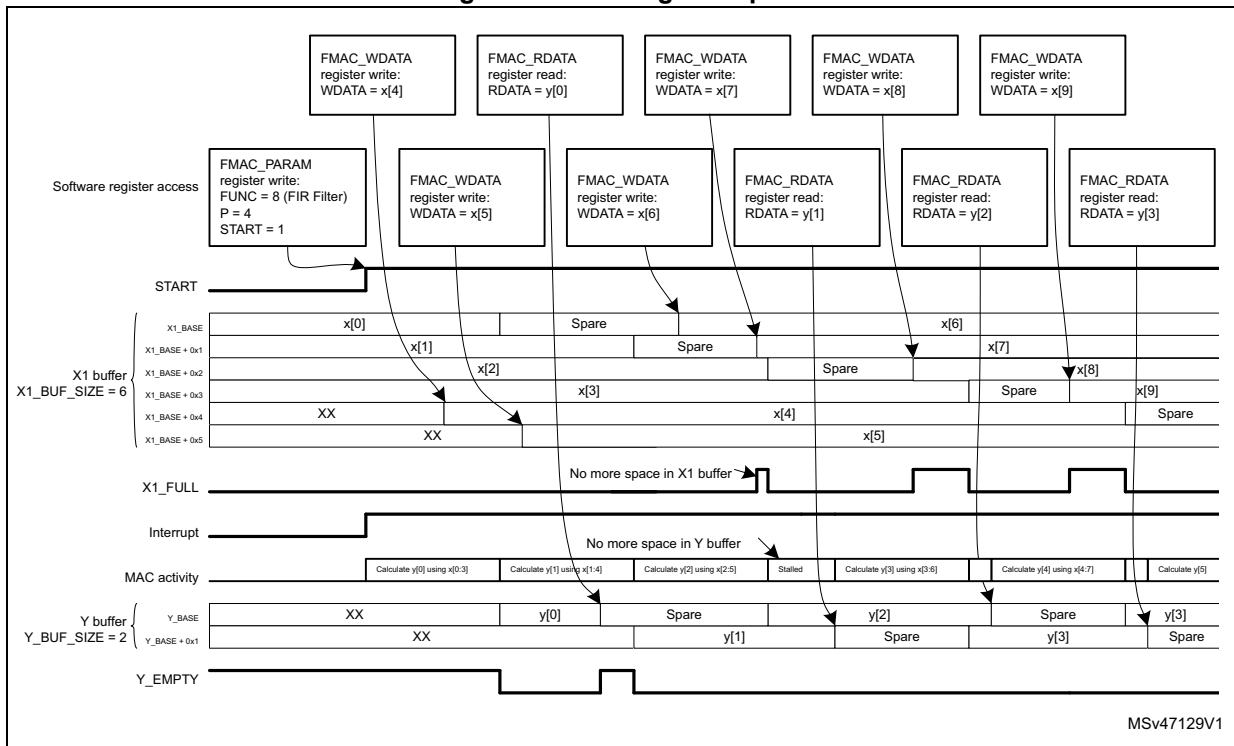 FMAC_WDATA
register write:
WDATA = x[4]
FMAC_RDATA
register read:
RDATA = y[0]
FMAC_WDATA
register write:
WDATA = x[7]
FMAC_WDATA
register write:
WDATA = x[8]
FMAC_WDATA
register write:
WDATA = x[9]
Software register access
FMAC_PARAM
register write:
FUNC = 8 (FIR Filter)
P = 4
START = 1
FMAC_WDATA
register write:
WDATA = x[5]
FMAC_WDATA
register write:
WDATA = x[6]
FMAC_RDATA
register read:
RDATA = y[1]
FMAC_RDATA
register read:
RDATA = y[2]
FMAC_RDATA
register read:
RDATA = y[3]
START
X1 buffer
X1_BUF_SIZE = 6
X1_BASE x[0] Spare x[6]
X1_BASE + 0x1 x[1] Spare x[7]
X1_BASE + 0x2 x[2] Spare x[8]
X1_BASE + 0x3 x[3] Spare x[9]
X1_BASE + 0x4 XX x[4] Spare
X1_BASE + 0x5 XX x[5]
No more space in X1 buffer
X1_FULL
Interrupt
No more space in Y buffer
MAC activity Calculate y[0] using x[0:3] Calculate y[1] using x[1:4] Calculate y[2] using x[2:5] Stalled Calculate y[3] using x[3:6] Calculate y[4] using x[4:7] Calculate y[5]
Y buffer
Y_BUF_SIZE = 2
Y_BASE XX y[0] Spare y[2] Spare y[3]
Y_BASE + 0x1 XX y[1] Spare y[3] Spare
Y_EMPTY
MSv47129V1